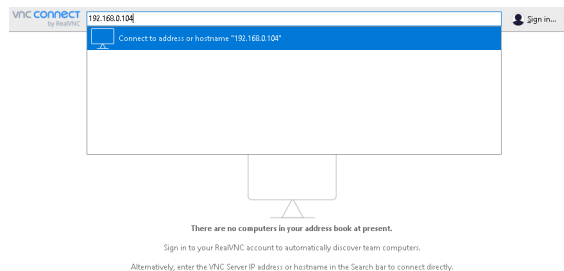 VNC CONNECT
by RealVNC
192.168.0.104
Sign in...
Connect to address or hostname "192.168.0.104"
There are no computers in your address book at present.
Sign in to your RealVNC account to automatically discover team computers.
Alternatively, enter the VNC Server IP address or hostname in the Search bar to connect directly.